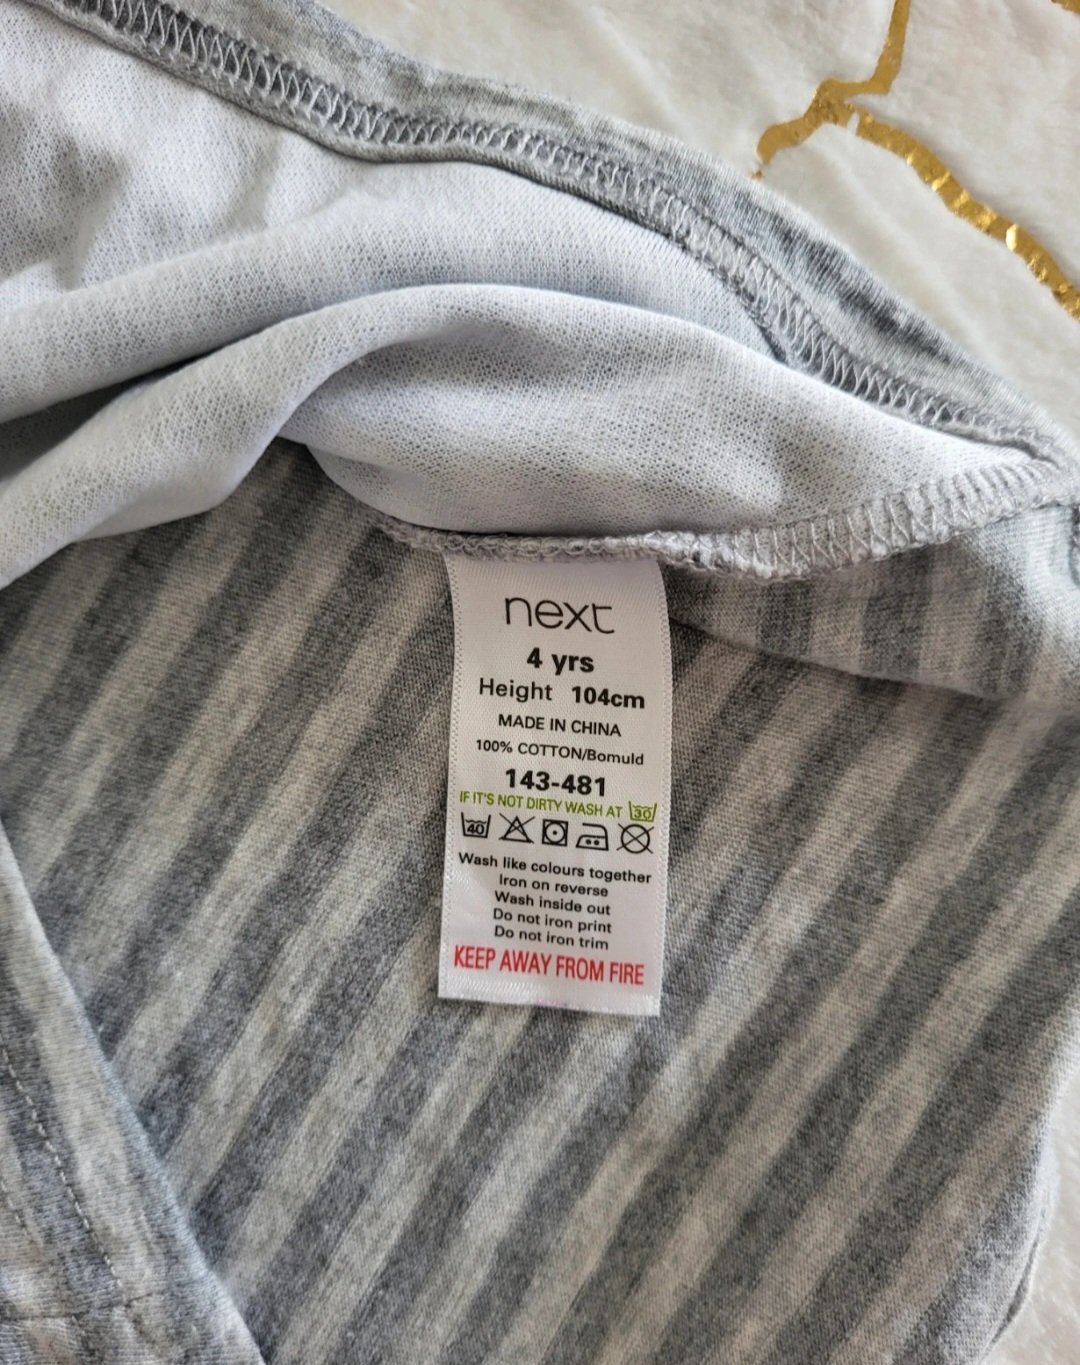 next
4 yrs
Height 104cm
MADE IN CHINA
100% COTTON/Bomuld
143-481
IF IT'S NOT DIRTY WASH AT 30
40
Wash like colours together
Iron on reverse
Wash inside out
Do not iron print
Do not iron trim
KEEP AWAY FROM FIRE